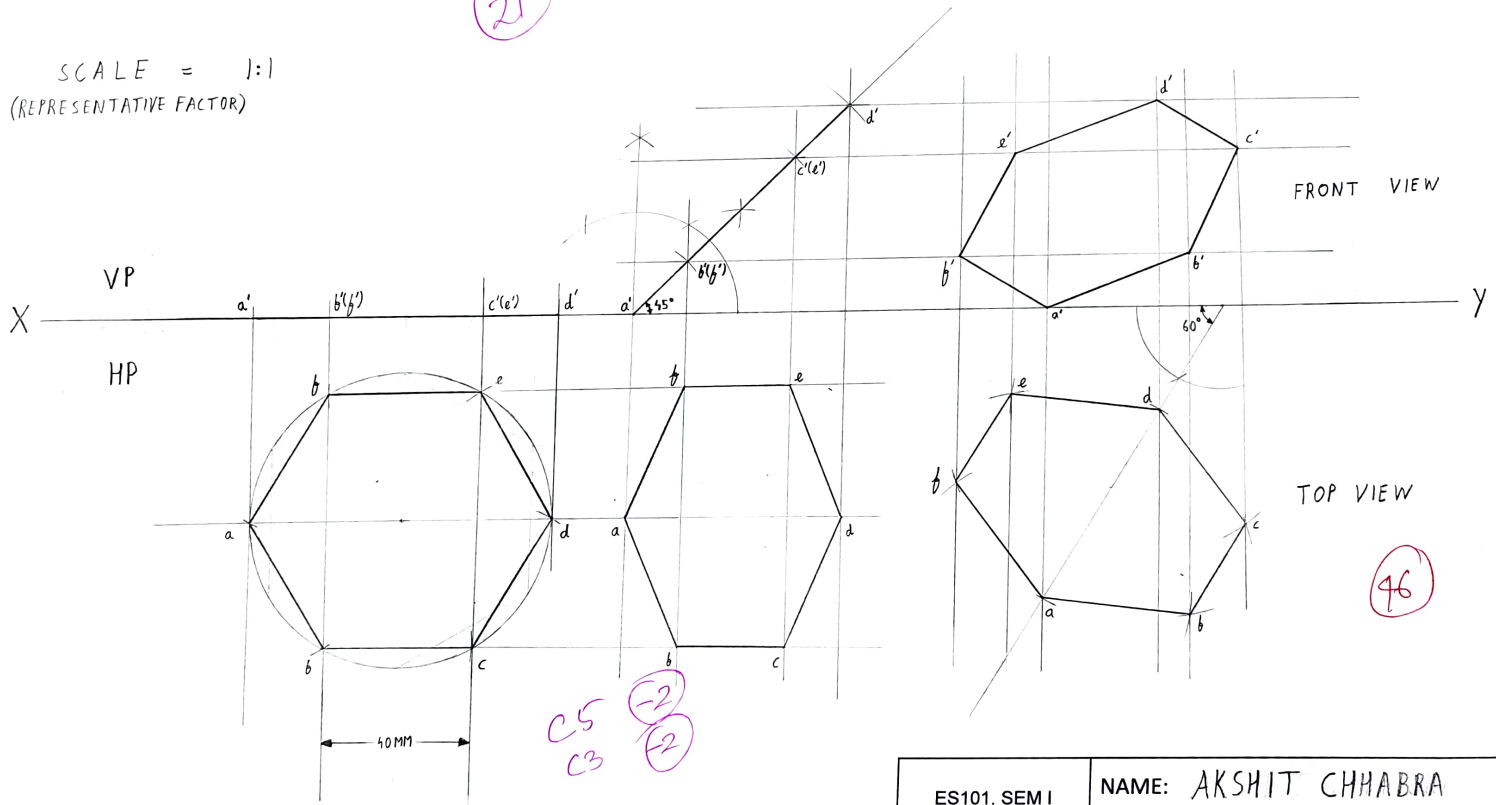 21
SCALE = 1:1
(REPRESENTATIVE FACTOR)
d'
d'
c'(e')
e'
c'
FRONT VIEW
b'(f')
f'
b'
VP
a' b'(f') c'(e') d' a' 45° a' 60°
X Y
HP
f e f e e d
f
TOP VIEW
a d a d c
46
a b
b c b c
C5 -2
C3 -2
40MM
ES101, SEM I
NAME: AKSHIT CHHABRA